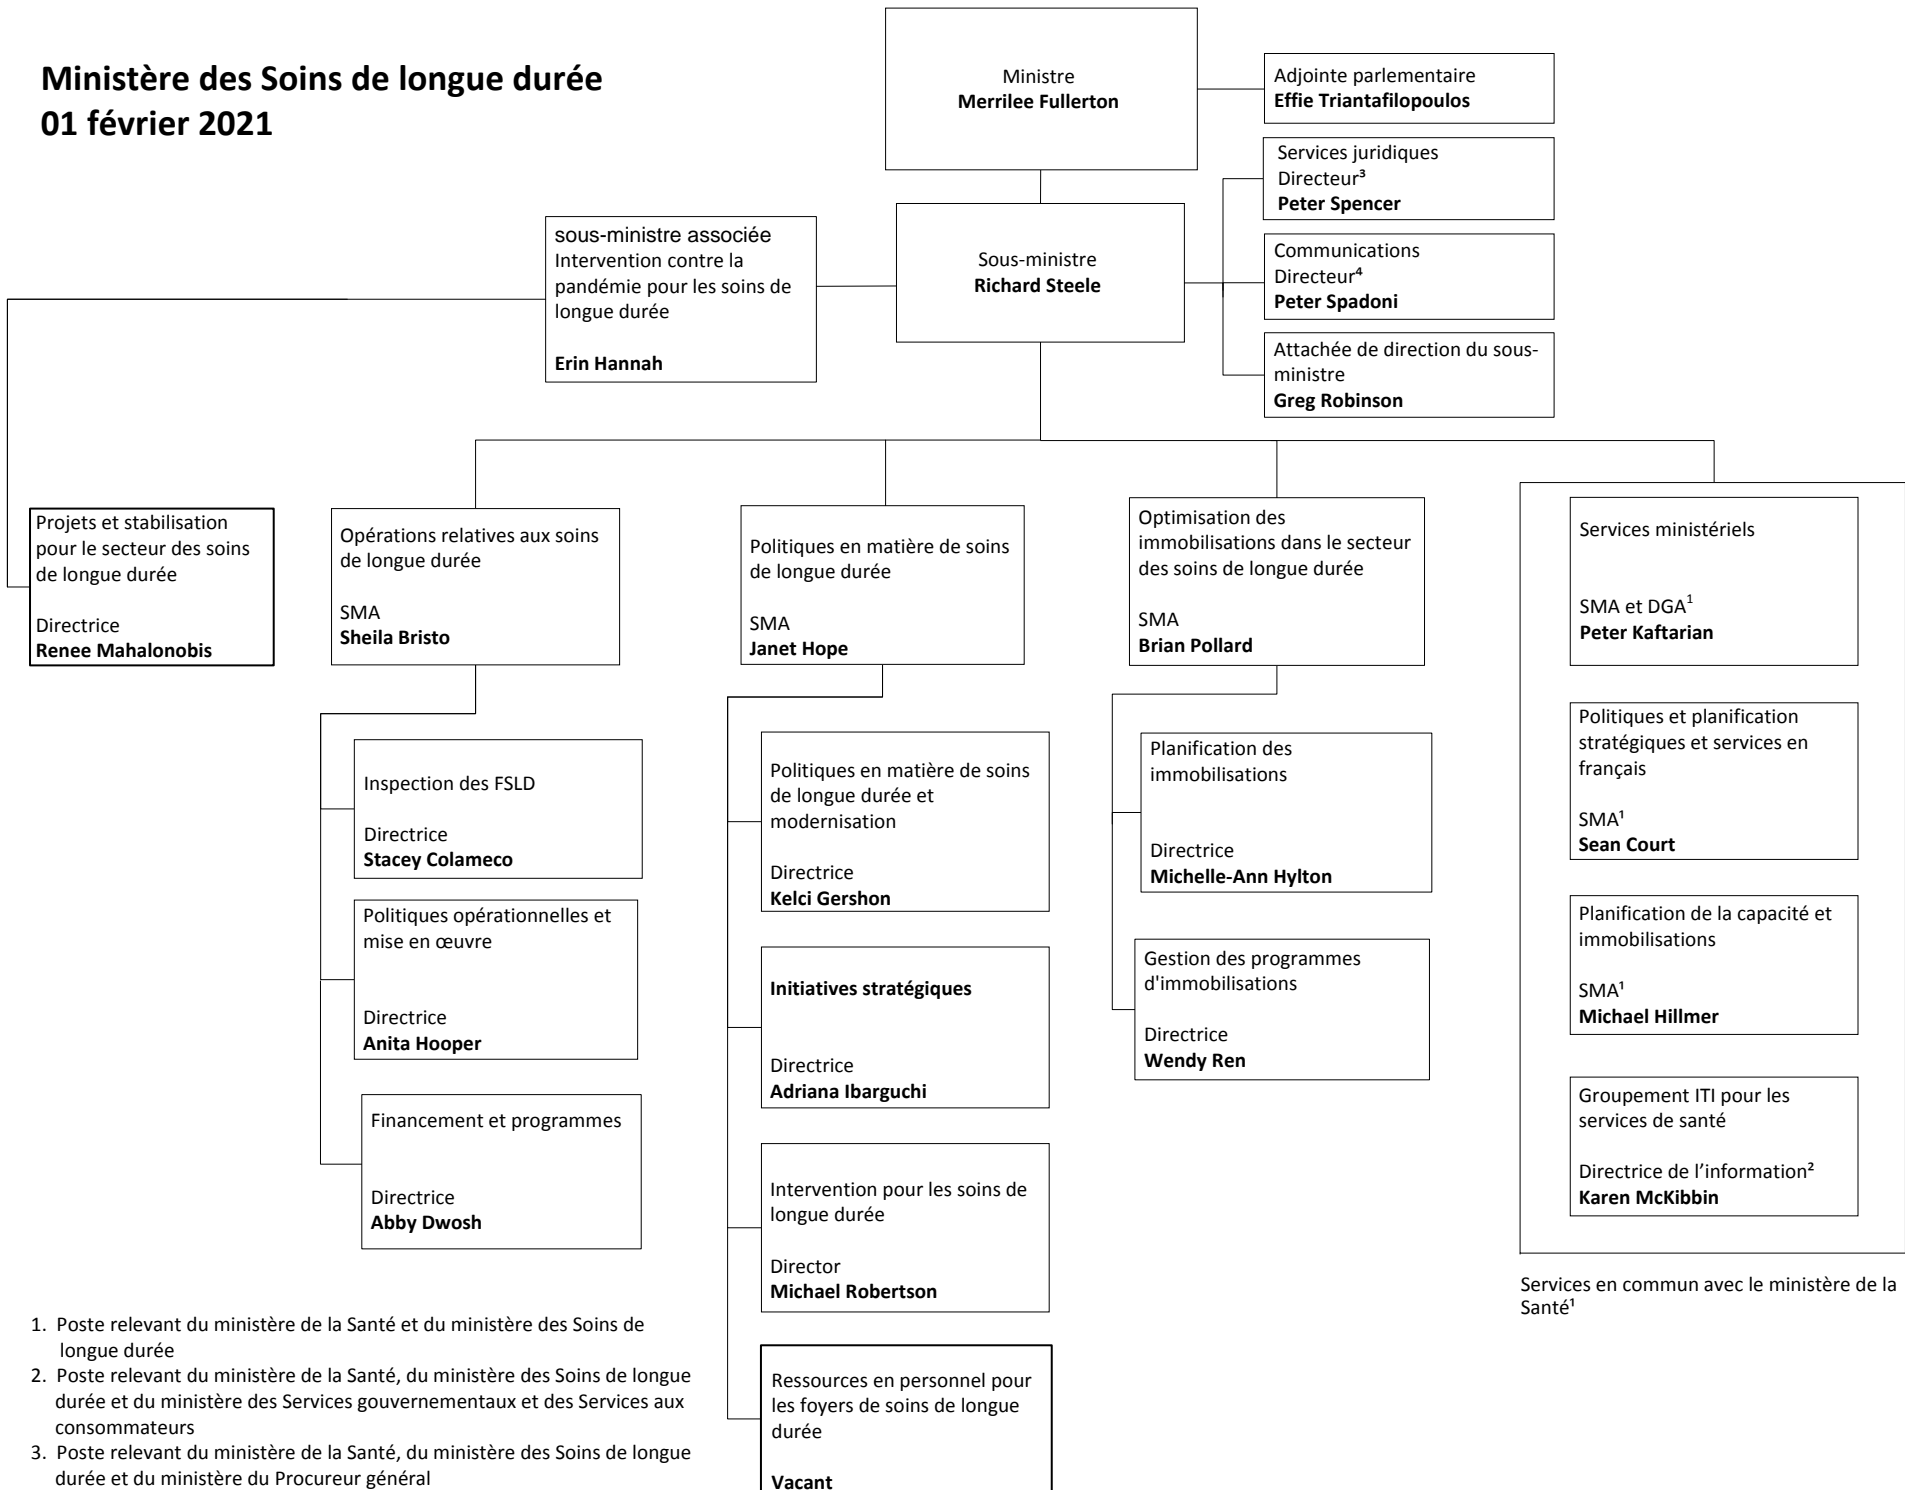 Ministère des Soins de longue durée
01 février 2021
Ministre
Merrilee Fullerton
Adjointe parlementaire
Effie Triantafilopoulos
Services juridiques
Directeur³
Peter Spencer
sous-ministre associée
Intervention contre la
pandémie pour les soins de
longue durée
Erin Hannah
Sous-ministre
Richard Steele
Communications
Directeur⁴
Peter Spadoni
Attachée de direction du sous-
ministre
Greg Robinson
Projets et stabilisation
pour le secteur des soins
de longue durée
Directrice
Renee Mahalonobis
Opérations relatives aux soins
de longue durée
SMA
Sheila Bristo
Politiques en matière de soins
de longue durée
SMA
Janet Hope
Optimisation des
immobilisations dans le secteur
des soins de longue durée
SMA
Brian Pollard
Services ministériels
SMA et DGA¹
Peter Kaftarian
Inspection des FSLD
Directrice
Stacey Colameco
Politiques opérationnelles et
mise en œuvre
Directrice
Anita Hooper
Financement et programmes
Directrice
Abby Dwosh
Politiques en matière de soins
de longue durée et
modernisation
Directrice
Kelci Gershon
Initiatives stratégiques
Directrice
Adriana Ibarguchi
Intervention pour les soins de
longue durée
Director
Michael Robertson
Ressources en personnel pour
les foyers de soins de longue
durée
Vacant
Planification des
immobilisations
Directrice
Michelle-Ann Hylton
Gestion des programmes
d'immobilisations
Directrice
Wendy Ren
Politiques et planification
stratégiques et services en
français
SMA¹
Sean Court
Planification de la capacité et
immobilisations
SMA¹
Michael Hillmer
Groupement ITI pour les
services de santé
Directrice de l’information²
Karen McKibbin
Services en commun avec le ministère de la
Santé¹
1. Poste relevant du ministère de la Santé et du ministère des Soins de
longue durée
2. Poste relevant du ministère de la Santé, du ministère des Soins de longue
durée et du ministère des Services gouvernementaux et des Services aux
consommateurs
3. Poste relevant du ministère de la Santé, du ministère des Soins de longue
durée et du ministère du Procureur général